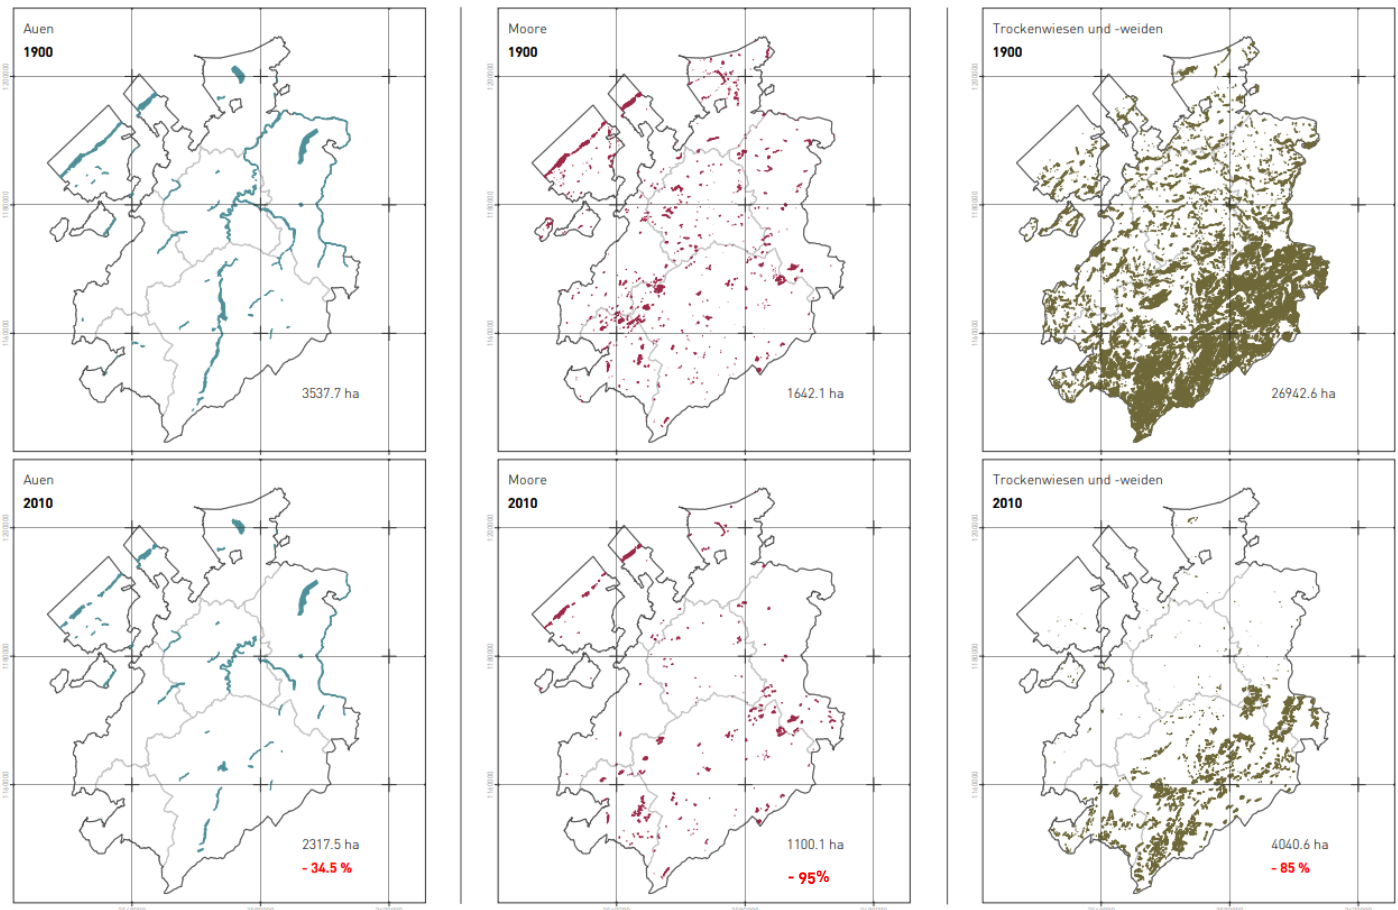 Auen
1900
3537.7 ha
Moore
1900
1642.1 ha
Trockenwiesen und -weiden
1900
26942.6 ha
Auen
2010
2317.5 ha
- 34.5 %
Moore
2010
1100.1 ha
- 95%
Trockenwiesen und -weiden
2010
4040.6 ha
- 85 %